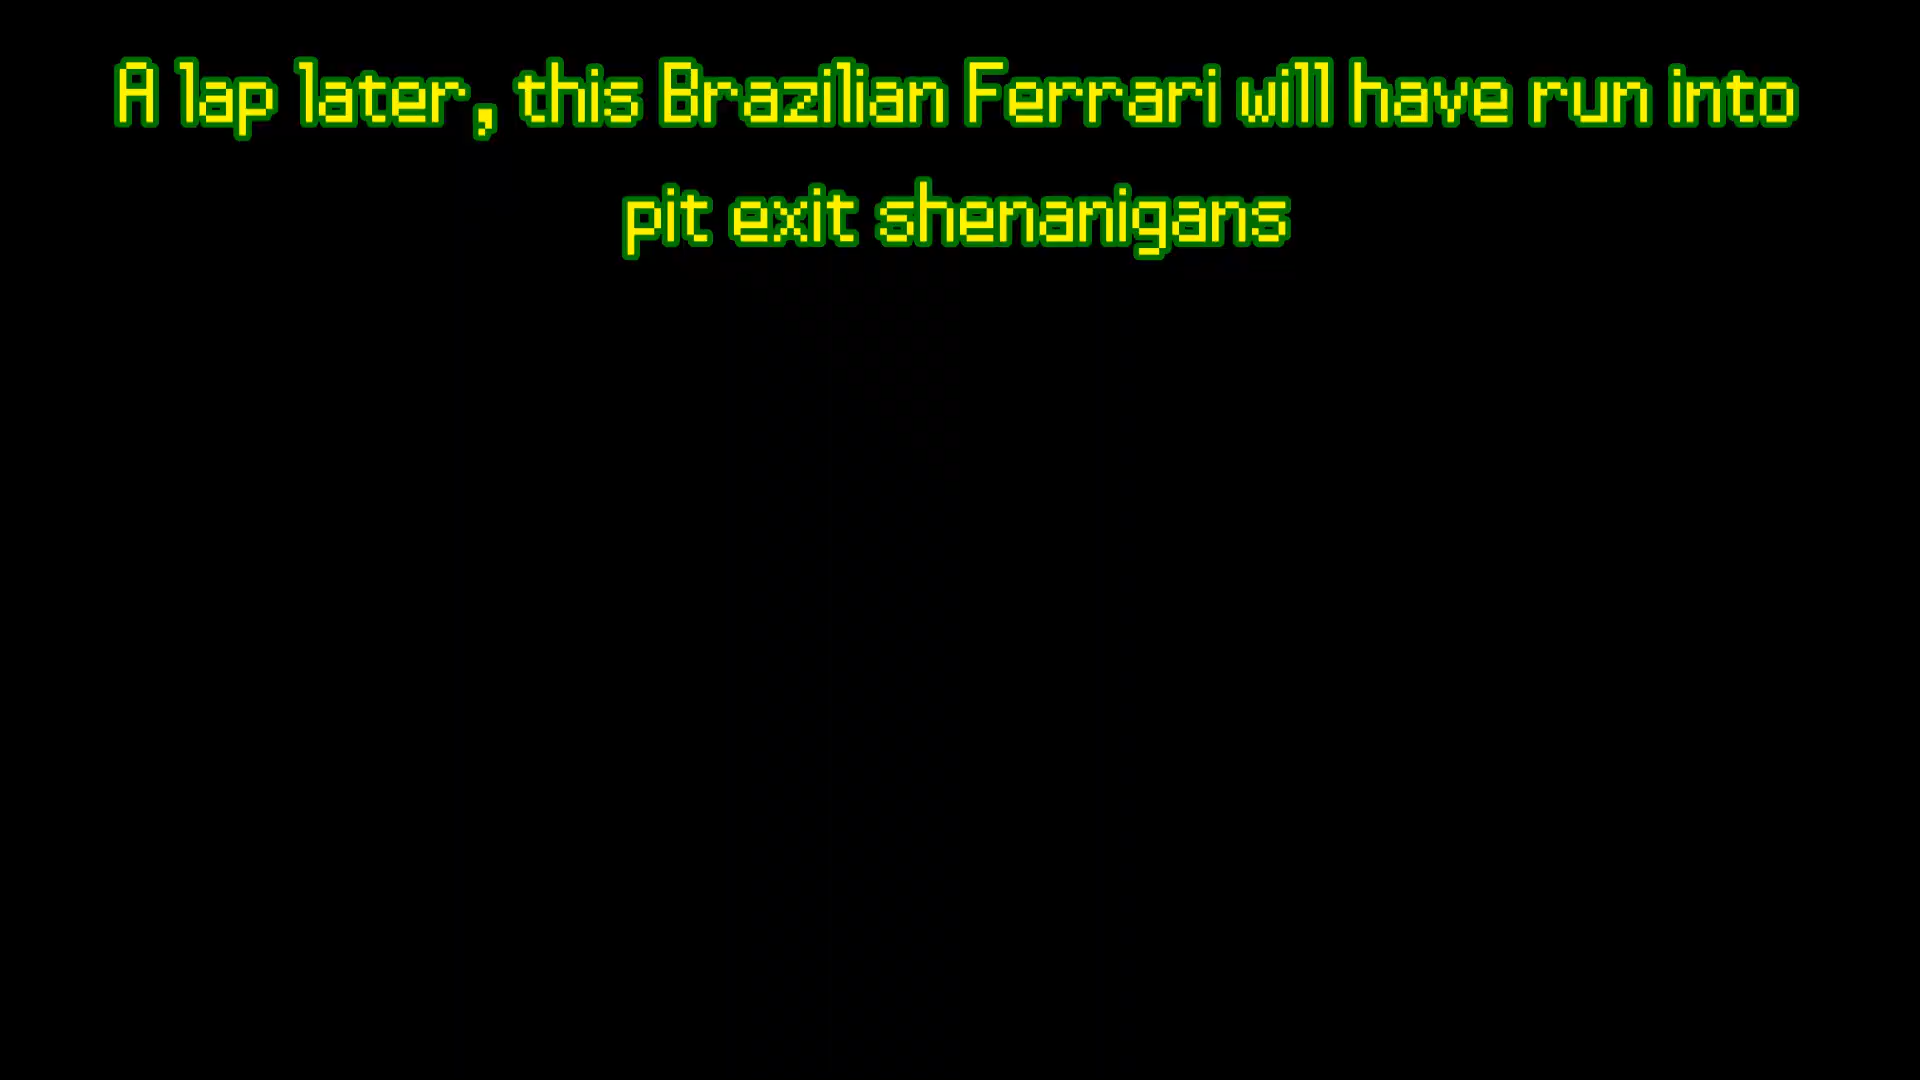 A lap later, this Brazilian Ferrari will have run into
pit exit shenanigans